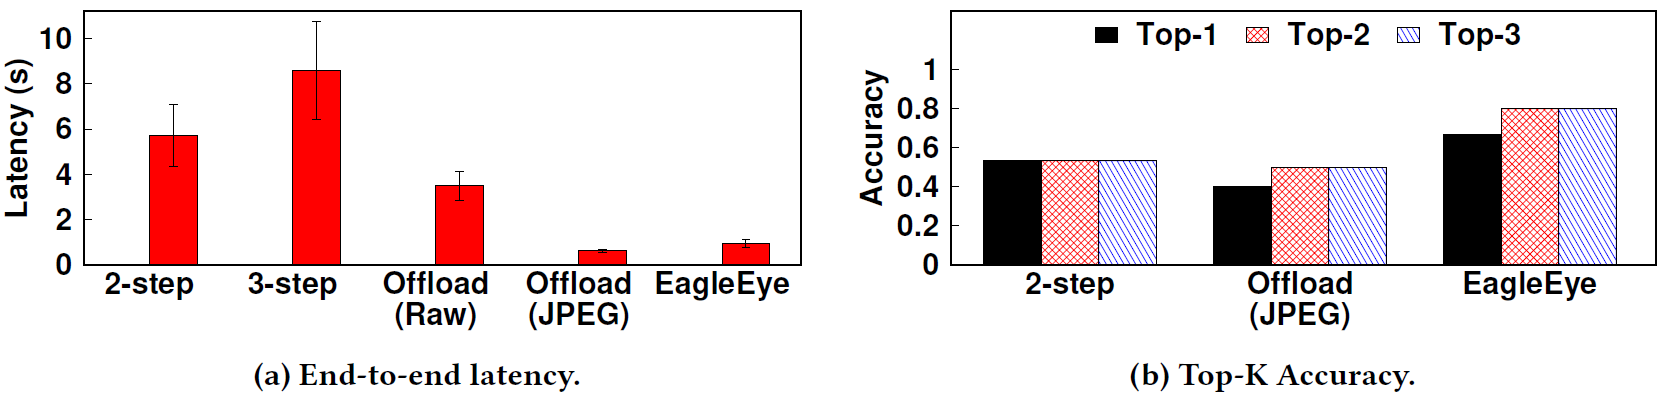 Latency (s)
10
8
6
4
2
0
2-step
3-step
Offload
(Raw)
Offload
(JPEG)
EagleEye
(a) End-to-end latency.
Top-1
Top-2
Top-3
Accuracy
1
0.8
0.6
0.4
0.2
0
2-step
Offload
(JPEG)
EagleEye
(b) Top-K Accuracy.